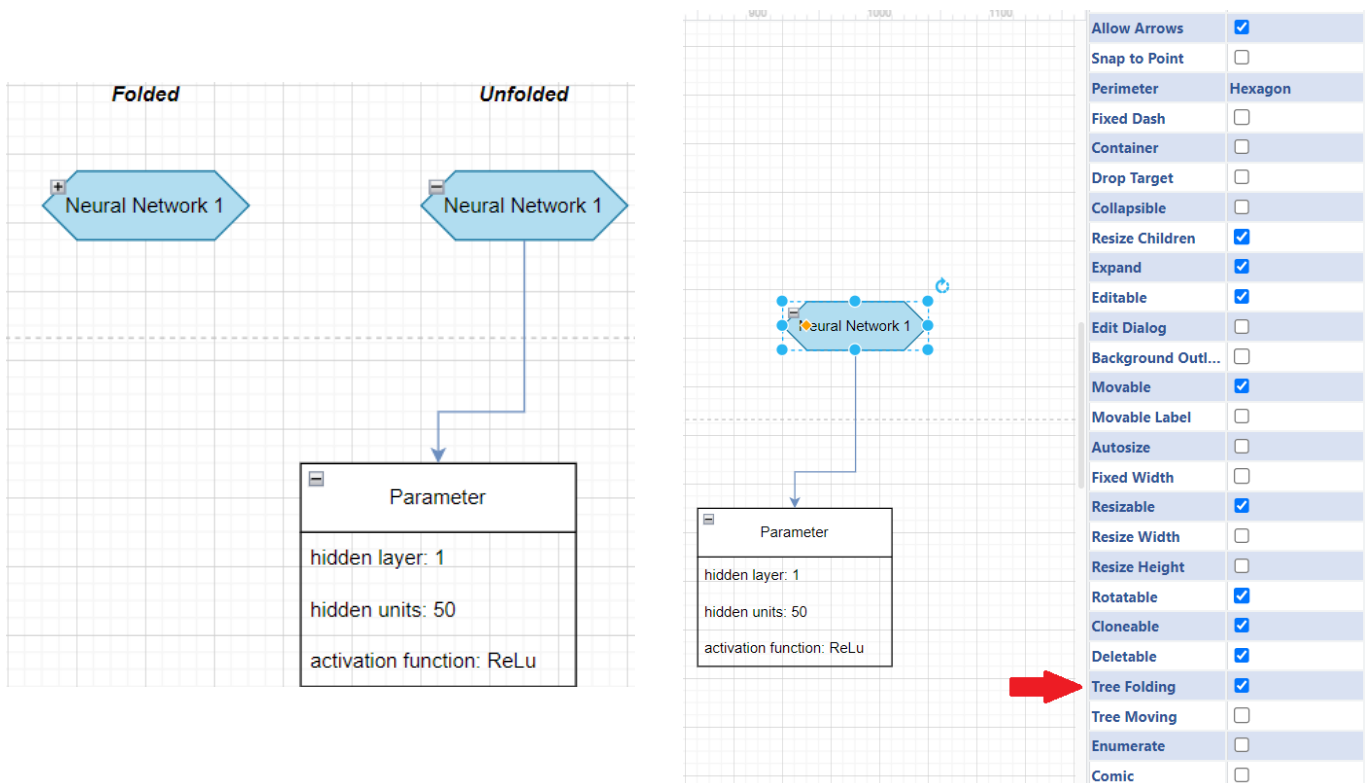 Folded
Unfolded
Neural Network 1
Neural Network 1
Parameter
hidden layer: 1
hidden units: 50
activation function: ReLu
900 1000 1100
Neural Network 1
Parameter
hidden layer: 1
hidden units: 50
activation function: ReLu
Allow Arrows
Snap to Point
Perimeter Hexagon
Fixed Dash
Container
Drop Target
Collapsible
Resize Children
Expand
Editable
Edit Dialog
Background Outl...
Movable
Movable Label
Autosize
Fixed Width
Resizable
Resize Width
Resize Height
Rotatable
Cloneable
Deletable
Tree Folding
Tree Moving
Enumerate
Comic